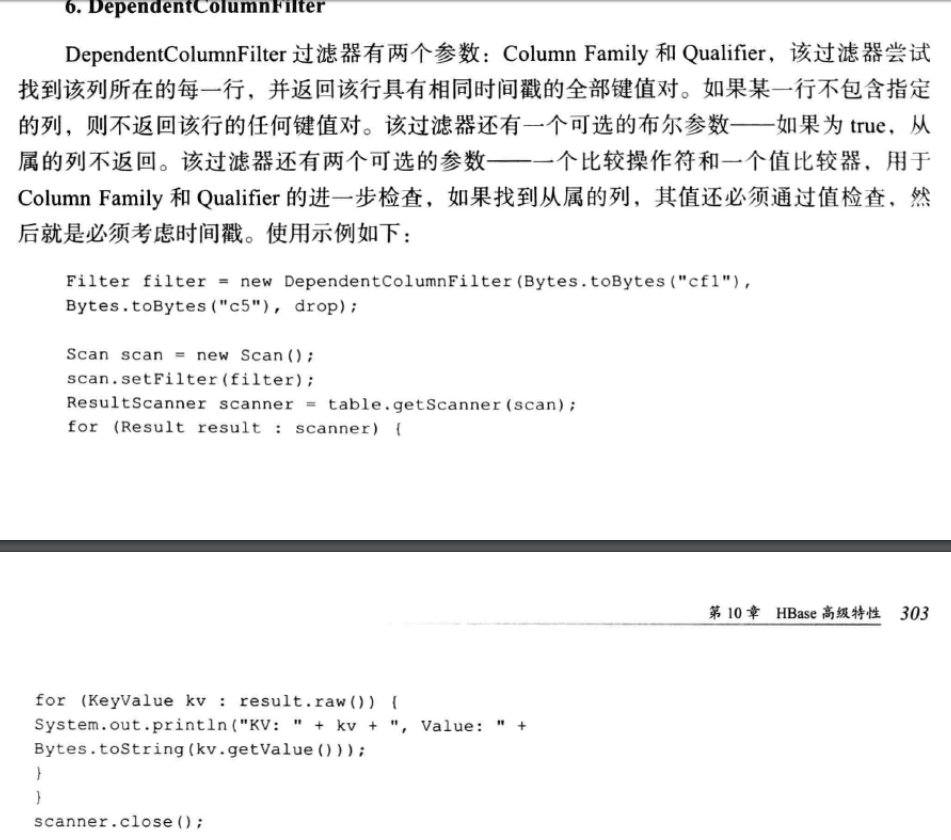 6. DependentColumnFilter
DependentColumnFilter 过滤器有两个参数：Column Family 和 Qualifier，该过滤器尝试
找到该列所在的每一行，并返回该行具有相同时间戳的全部键值对。如果某一行不包含指定
的列，则不返回该行的任何键值对。该过滤器还有一个可选的布尔参数——如果为 true，从
属的列不返回。该过滤器还有两个可选的参数——一个比较操作符和一个值比较器，用于
Column Family 和 Qualifier 的进一步检查，如果找到从属的列，其值还必须通过值检查，然
后就是必须考虑时间戳。使用示例如下：
Filter filter = new DependentColumnFilter(Bytes.toBytes("cf1"),
Bytes.toBytes("c5"), drop);
Scan scan = new Scan();
scan.setFilter(filter);
ResultScanner scanner = table.getScanner(scan);
for (Result result : scanner) {
第 10 章 HBase 高级特性 303
for (KeyValue kv : result.raw()) {
System.out.println("KV: " + kv + ", Value: " +
Bytes.toString(kv.getValue()));
}
}
scanner.close();